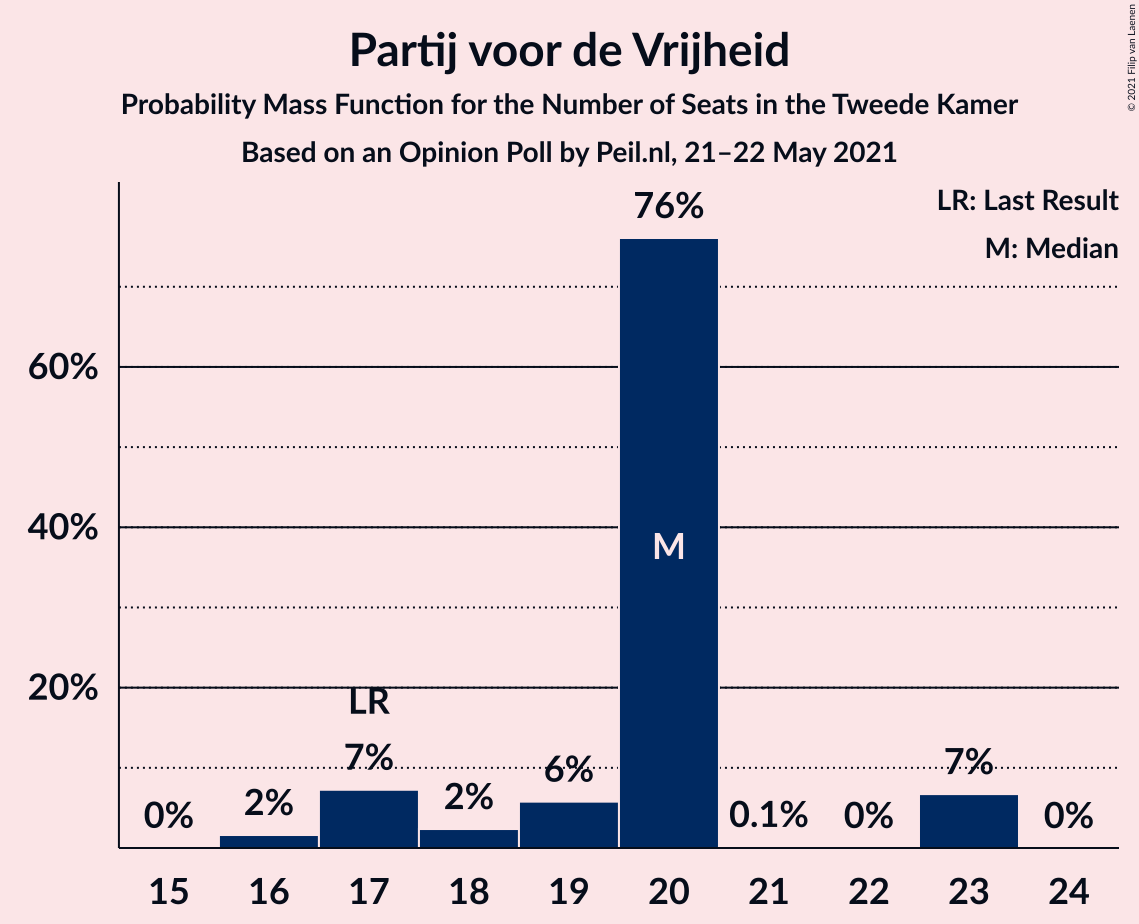 Partij voor de Vrijheid
Probability Mass Function for the Number of Seats in the Tweede Kamer
Based on an Opinion Poll by Peil.nl, 21–22 May 2021
© 2021 Filip van Laenen
LR: Last Result
M: Median
76%
60%
40%
M
20%
LR
7%
6%
7%
0%
2%
2%
0.1%
0%
0%
15 16 17 18 19 20 21 22 23 24